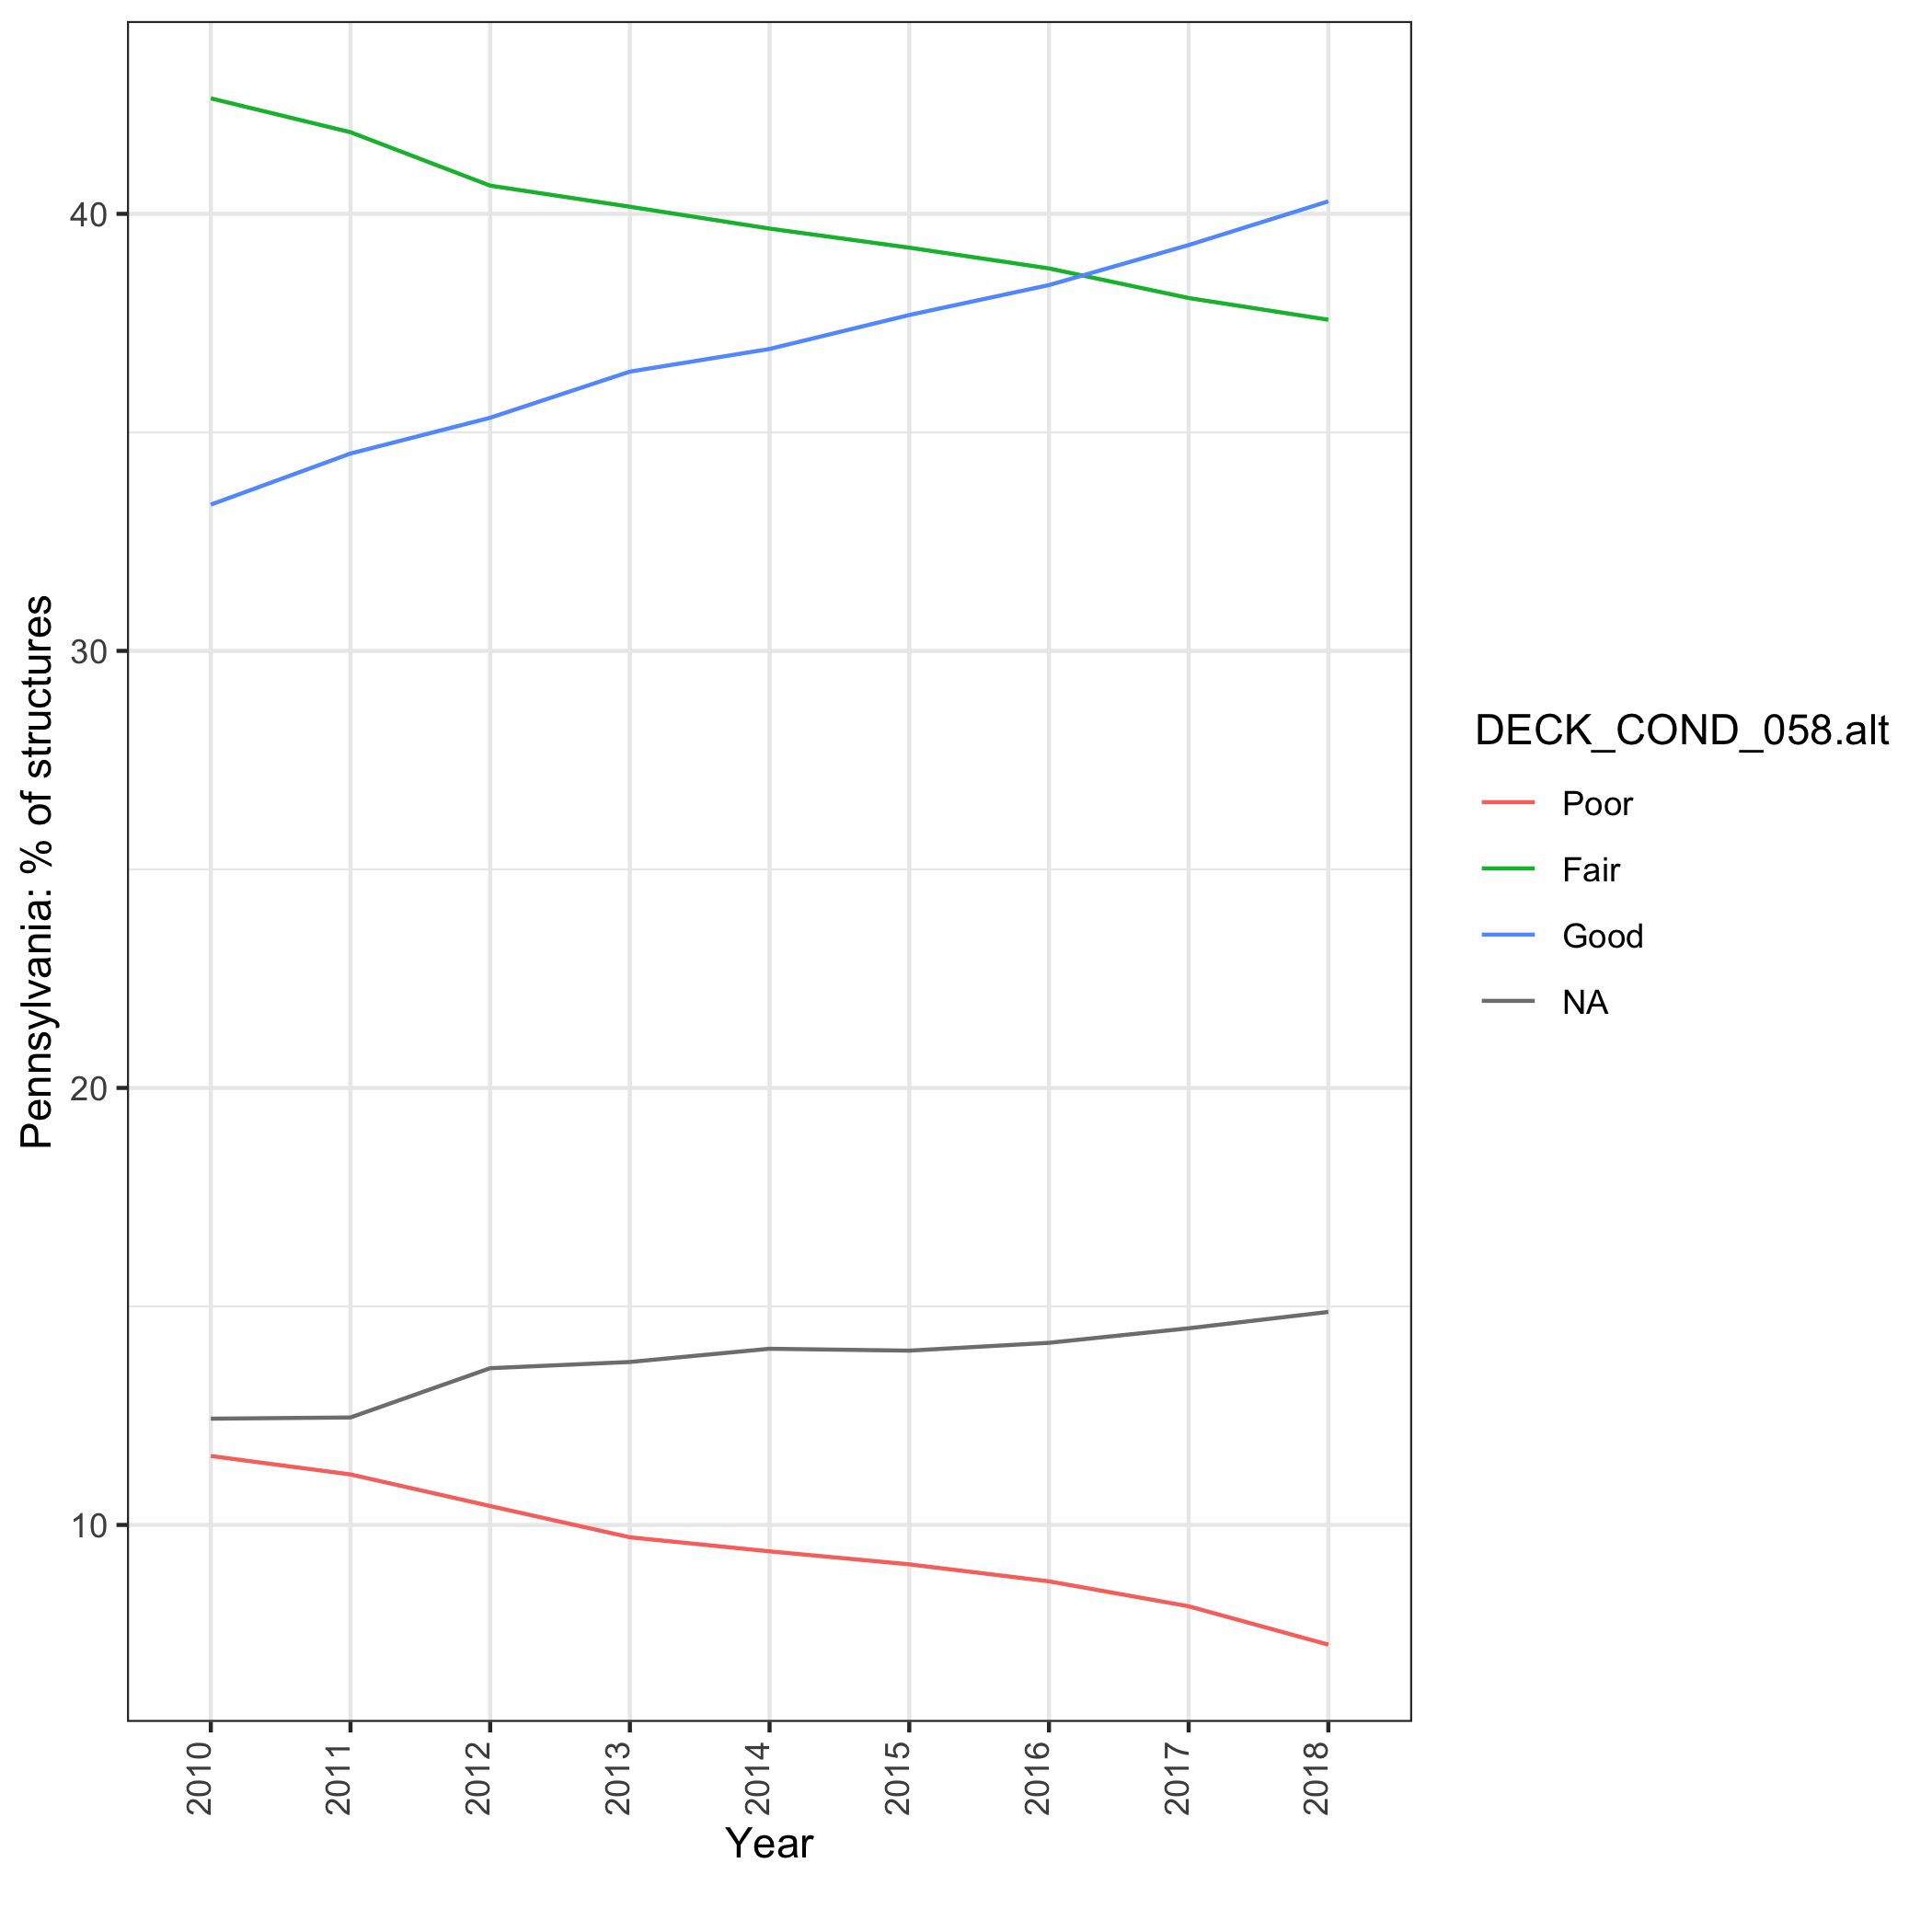 Pennsylvania: % of structures
40
30
20
10
2010
2011
2012
2013
2014
2015
2016
2017
2018
Year
DECK_COND_058.alt
Poor
Fair
Good
NA